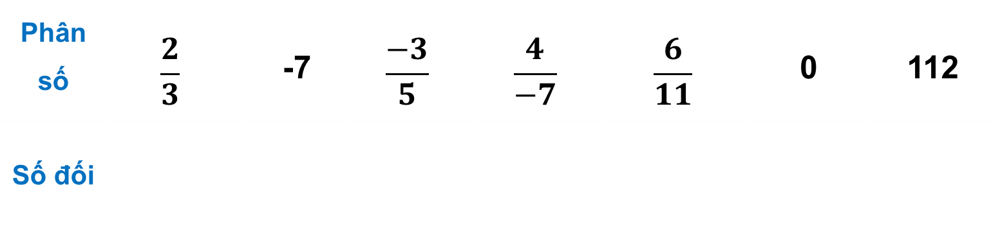 Phân số 2/3 -7 −3/5 4/−7 6/11 0 112
Số đối